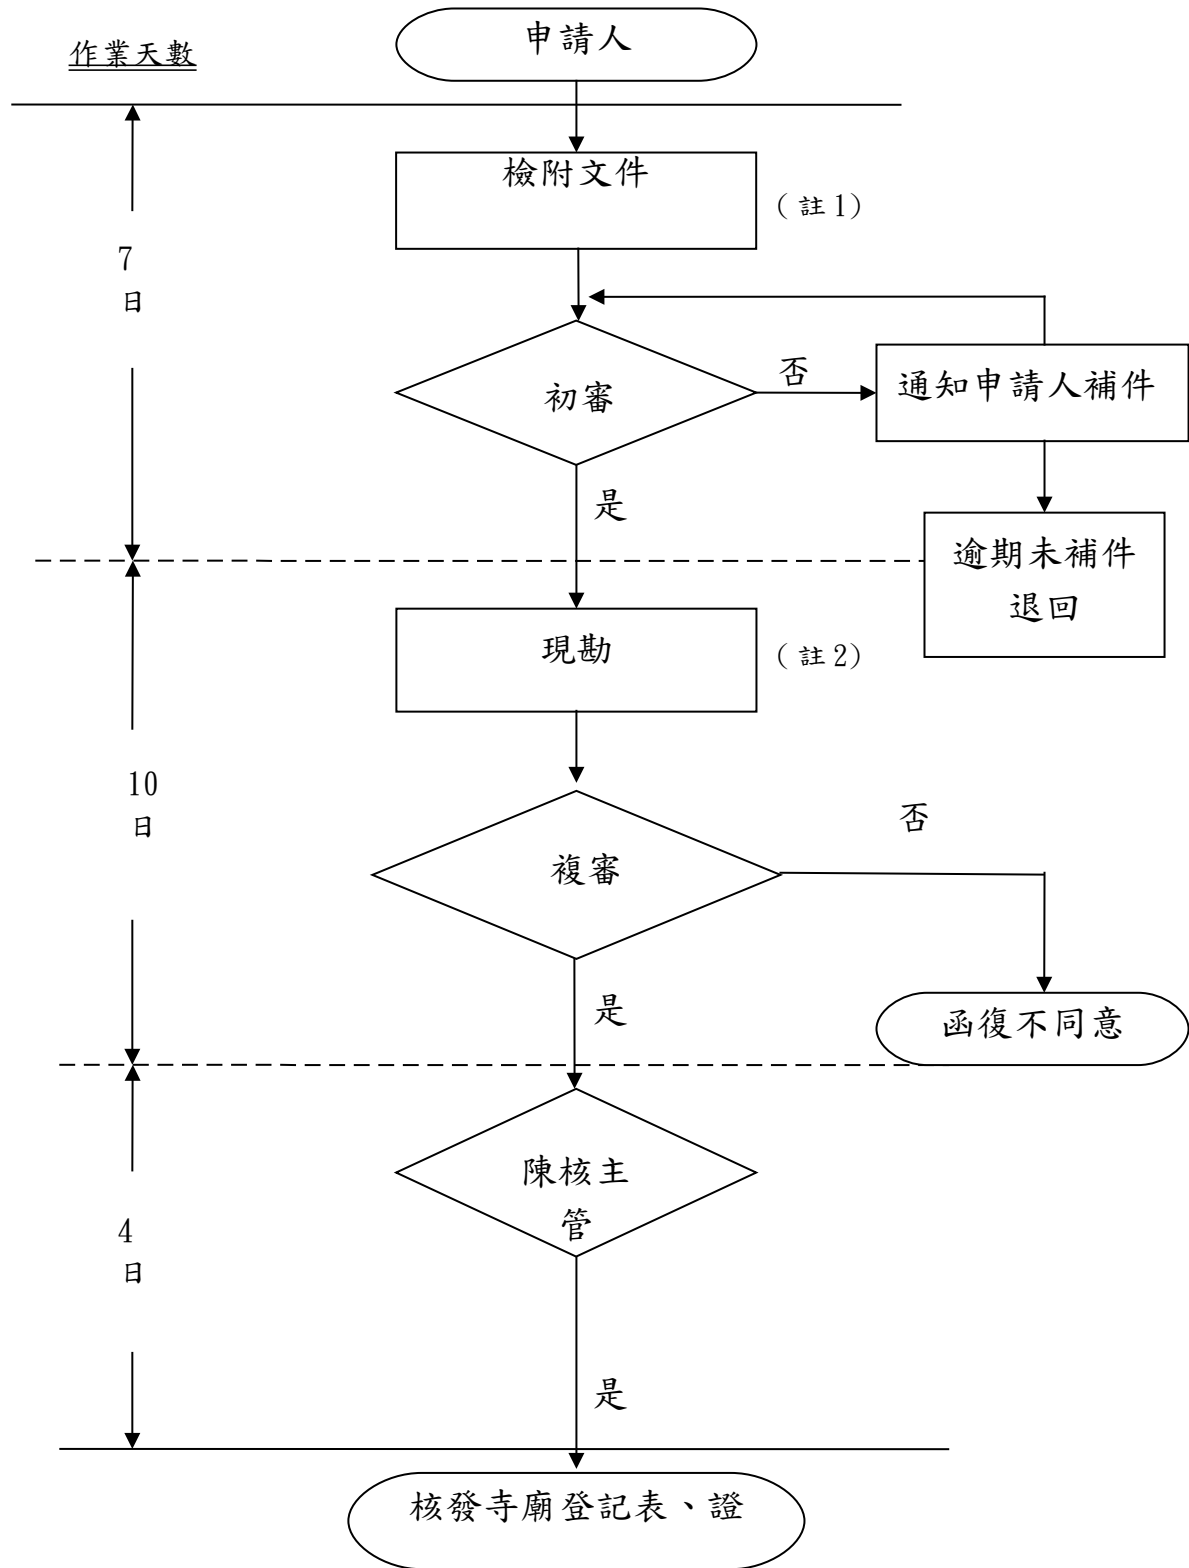 申請人
作業天數
檢附文件
（註1）
7
日
否
通知申請人補件
初審
是
逾期未補件
退回
現勘
（註2）
10
日
否
複審
是
函復不同意
陳核主
管
4
日
是
核發寺廟登記表、證